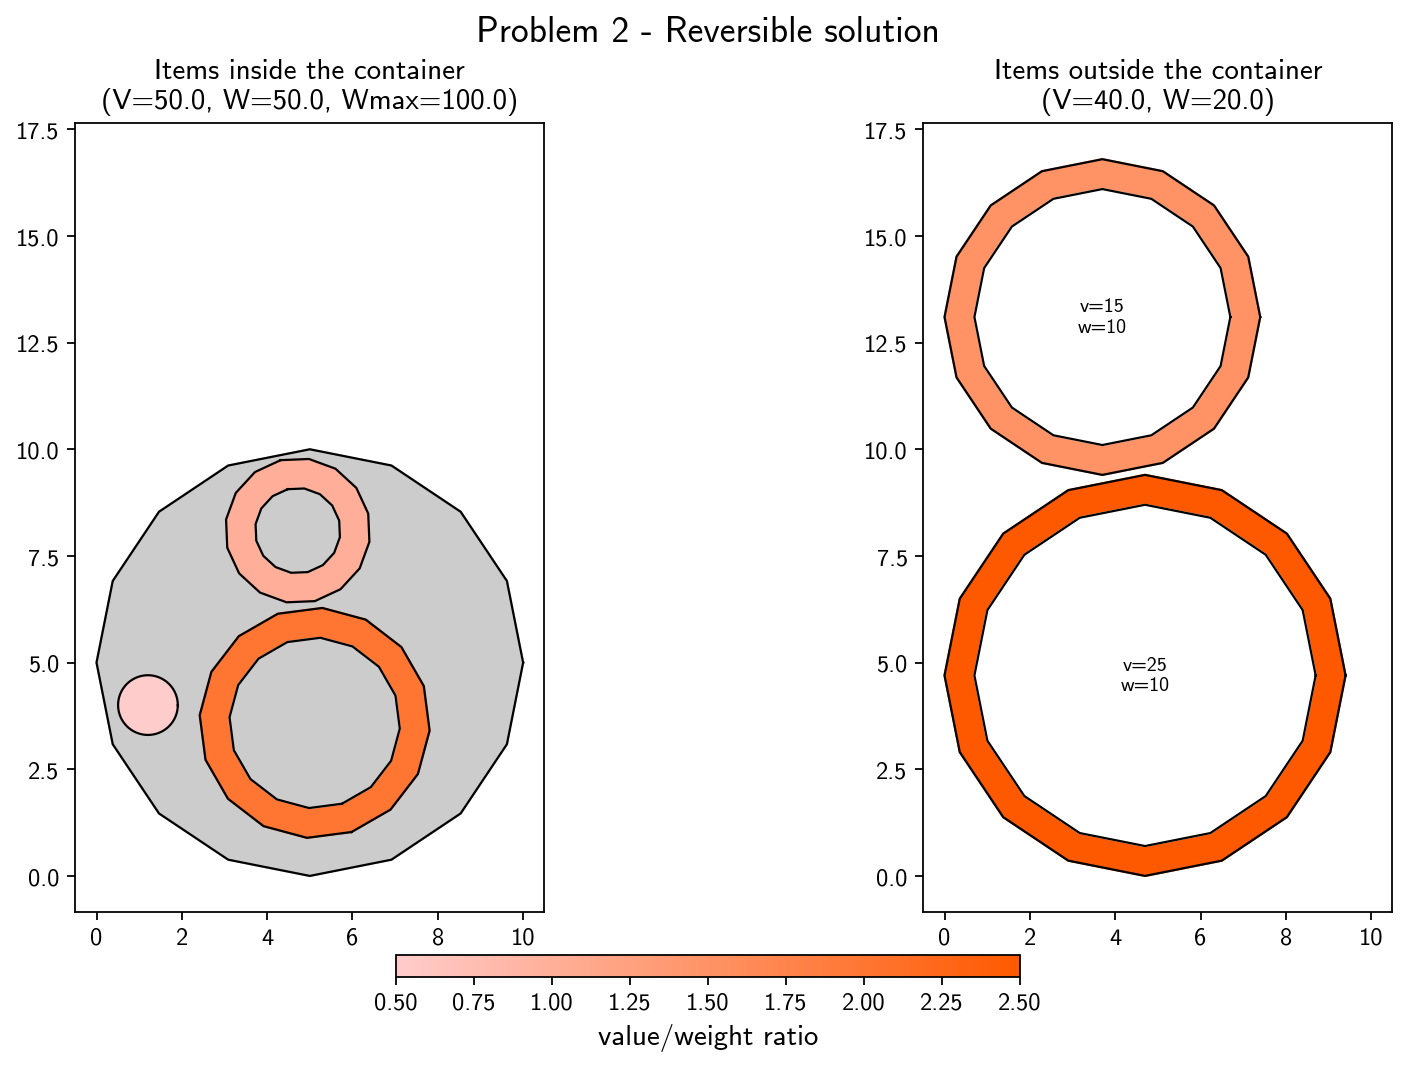 Problem 2 - Reversible solution
Items inside the container
(V=50.0, W=50.0, Wmax=100.0)
17.5
15.0
12.5
10.0
7.5
5.0
2.5
0.0
0 2 4 6 8 10
Items outside the container
(V=40.0, W=20.0)
17.5
15.0
12.5
10.0
7.5
5.0
2.5
0.0
v=15
w=10
v=25
w=10
0 2 4 6 8 10
0.50 0.75 1.00 1.25 1.50 1.75 2.00 2.25 2.50
value/weight ratio